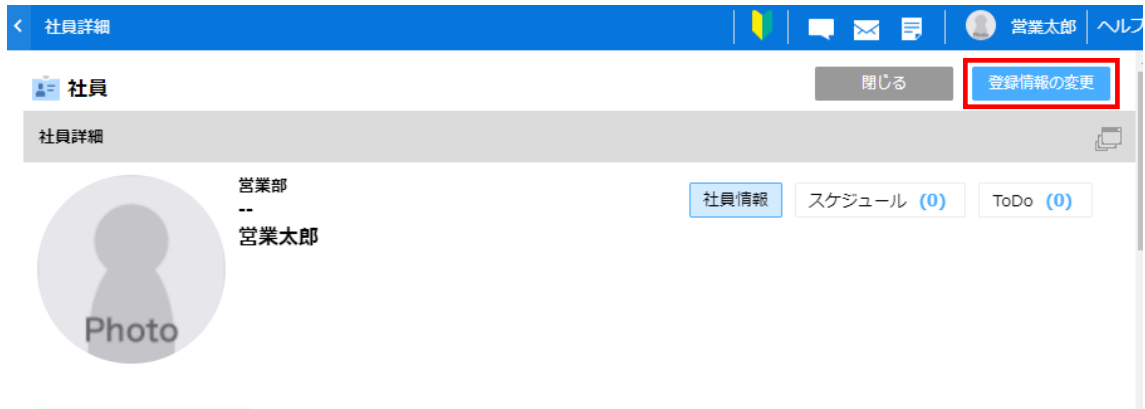 社員詳細
営業太郎
ヘルプ
社員
閉じる
登録情報の変更
社員詳細
営業部
--
営業太郎
社員情報
スケジュール (0)
ToDo (0)
Photo